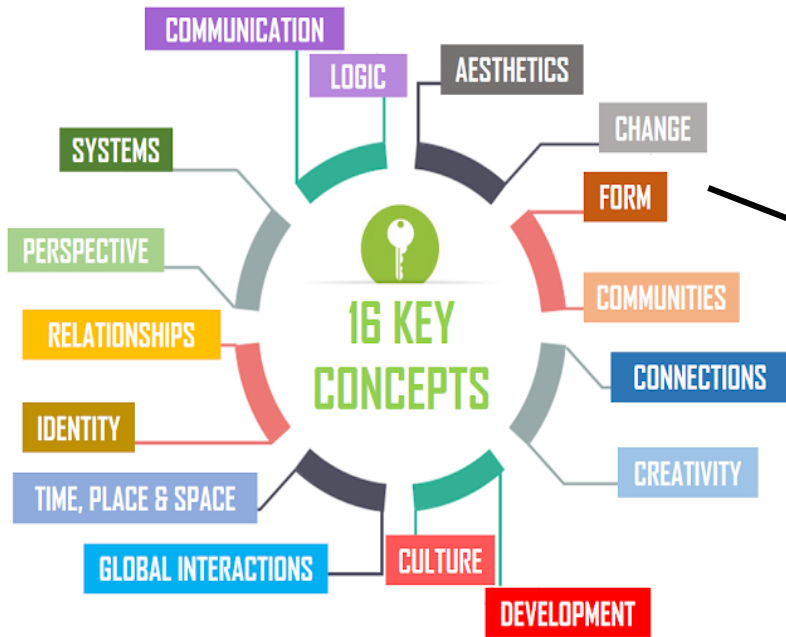 COMMUNICATION
LOGIC
AESTHETICS
CHANGE
SYSTEMS
FORM
PERSPECTIVE
COMMUNITIES
16 KEY
CONCEPTS
RELATIONSHIPS
CONNECTIONS
IDENTITY
CREATIVITY
TIME, PLACE & SPACE
CULTURE
GLOBAL INTERACTIONS
DEVELOPMENT